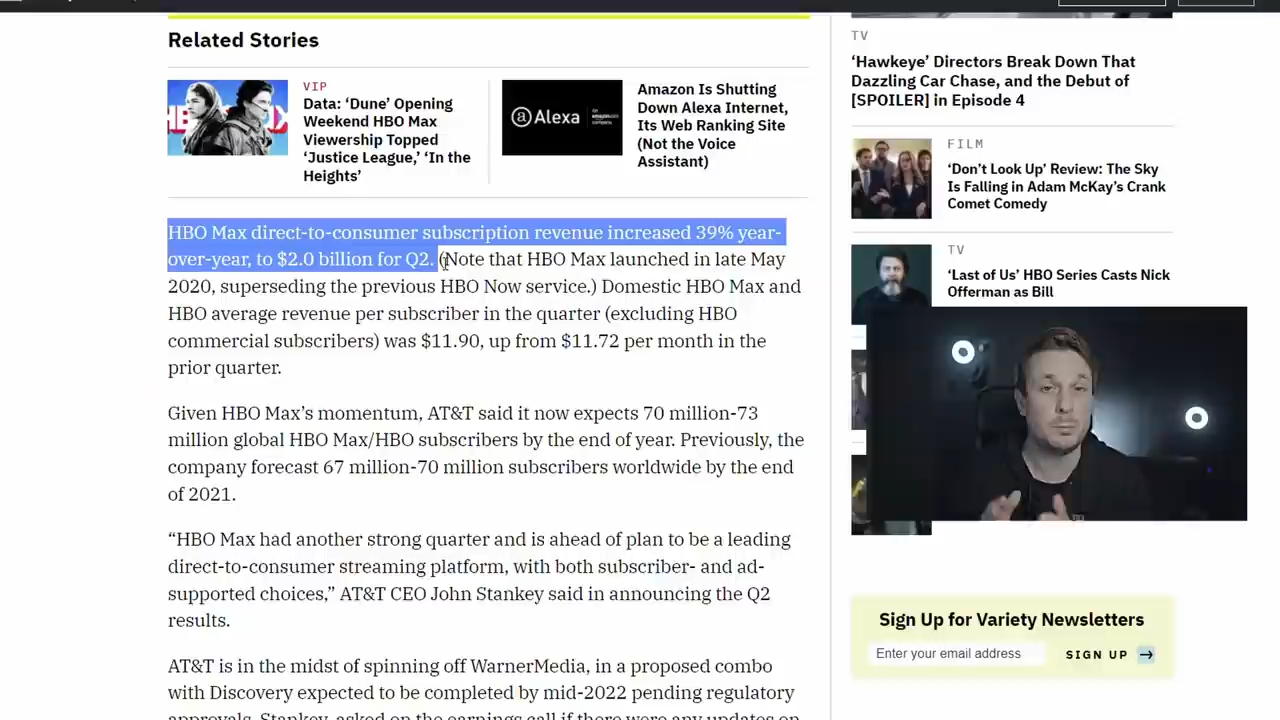 Related Stories
VIP
Data: ‘Dune’ Opening
Weekend HBO Max
Viewership Topped
‘Justice League,’ ‘In the
Heights’
Alexa
Amazon Is Shutting
Down Alexa Internet,
Its Web Ranking Site
(Not the Voice
Assistant)
HBO Max direct-to-consumer subscription revenue increased 39% year-
over-year, to $2.0 billion for Q2. (Note that HBO Max launched in late May
2020, superseding the previous HBO Now service.) Domestic HBO Max and
HBO average revenue per subscriber in the quarter (excluding HBO
commercial subscribers) was $11.90, up from $11.72 per month in the
prior quarter.
Given HBO Max’s momentum, AT&T said it now expects 70 million-73
million global HBO Max/HBO subscribers by the end of year. Previously, the
company forecast 67 million-70 million subscribers worldwide by the end
of 2021.
“HBO Max had another strong quarter and is ahead of plan to be a leading
direct-to-consumer streaming platform, with both subscriber- and ad-
supported choices,” AT&T CEO John Stankey said in announcing the Q2
results.
AT&T is in the midst of spinning off WarnerMedia, in a proposed combo
with Discovery expected to be completed by mid-2022 pending regulatory
approvals. Stankey, asked on the earnings call if there were any updates on
TV
‘Hawkeye’ Directors Break Down That
Dazzling Car Chase, and the Debut of
[SPOILER] in Episode 4
FILM
‘Don’t Look Up’ Review: The Sky
Is Falling in Adam McKay’s Crank
Comet Comedy
TV
‘Last of Us’ HBO Series Casts Nick
Offerman as Bill
Sign Up for Variety Newsletters
Enter your email address
SIGN UP